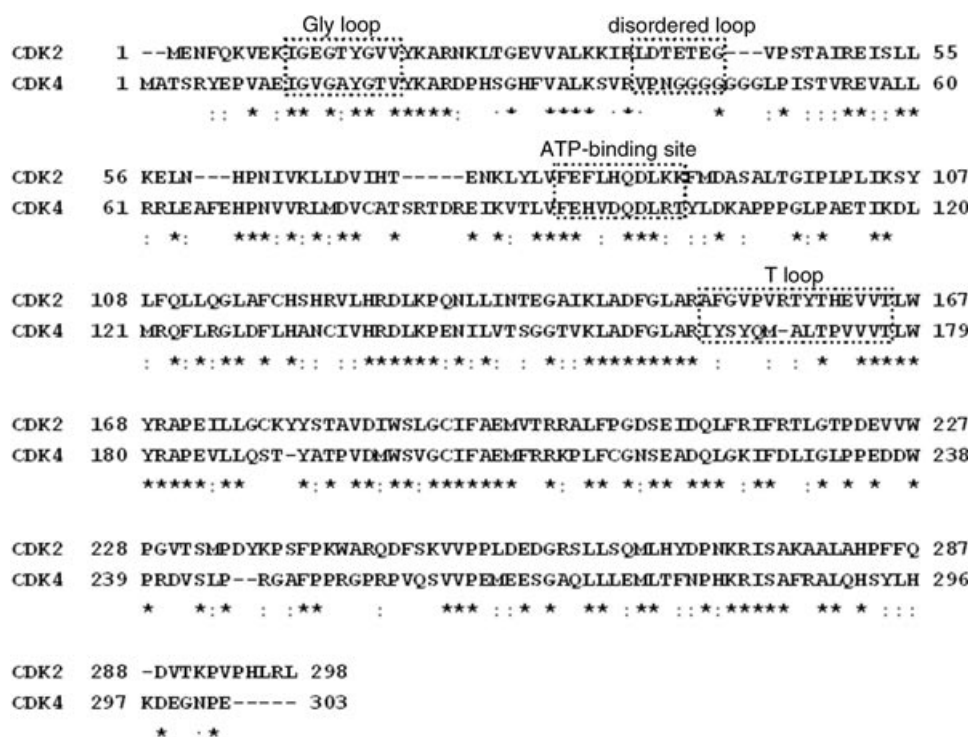 Gly loop disordered loop
CDK2 1 --MENFQKVEKIGEGTYGVVYKARNKLTGEVVALKKIRLDTETEG---VPSTAIREISLL 55
CDK4 1 MATSRYEPVAEIGVGAYGTVYKARDPHSGHFVALKSVRVPNGGGGGGGLPISTVREVALL 60
:: * : ** * ** * ***** : · * **** · * · * : * :::** : ** 
ATP-binding site
CDK2 56 KELN---HPNIVKLLDVIHT-----ENKLYLVFEFLHQDLKKFMDASALTGIPLPLIKSY 107
CDK4 61 RRLEAFEHPNVVRLMDVCATSRTDREIKVTLVFEHVDQDLRTYLDKAPPPGLPAETIKDL 120
: *: ***:*:*:** * * *: **** : ***: ::* : *:* ** :
T loop
CDK2 108 LFQLLQGLAFCHSHRVLHRDLKPQNLLINTEGAIKLADFGLARAFGVPVRTYTHEVVTLW 167
CDK4 121 MRQFLRGLDFLHANCIVHRDLKPENILVTSGGTVKLADFGLARIYSYQM-ALTPVVVTLW 179
: *:*:** * *: ::******:*:*: : *::********* : : : * *****
CDK2 168 YRAPEILLGCKYYSTAVDIWSLGCIFAEMVTRRALFPGDSEIDQLFRIFRTLGTPDEVVW 227
CDK4 180 YRAPEVLLQST-YATPVDMWSVGCIFAEMFRRKPLFCGNSEADQLGKIFDLIGLPPEDDW 238
*****:** *:* **:**:******* *: ** *:** *** :** :* * * *
CDK2 228 PGVTSMPDYKPSFPKWARQDFSKVVPPLDEDGRSLLSQMLHYDPNKRISAKAALAHPFFQ 287
CDK4 239 PRDVSLP--RGAFPPRGPRPVQSVVPEMEESGAQLLLEMLTFNPHKRISAFRALQHSYLH 296
* *:* : :** : *** ::* * ** :** ::* ***** ** * :::
CDK2 288 -DVTKPVPHLRL 298
CDK4 297 KDEGNPE----- 303
* · *